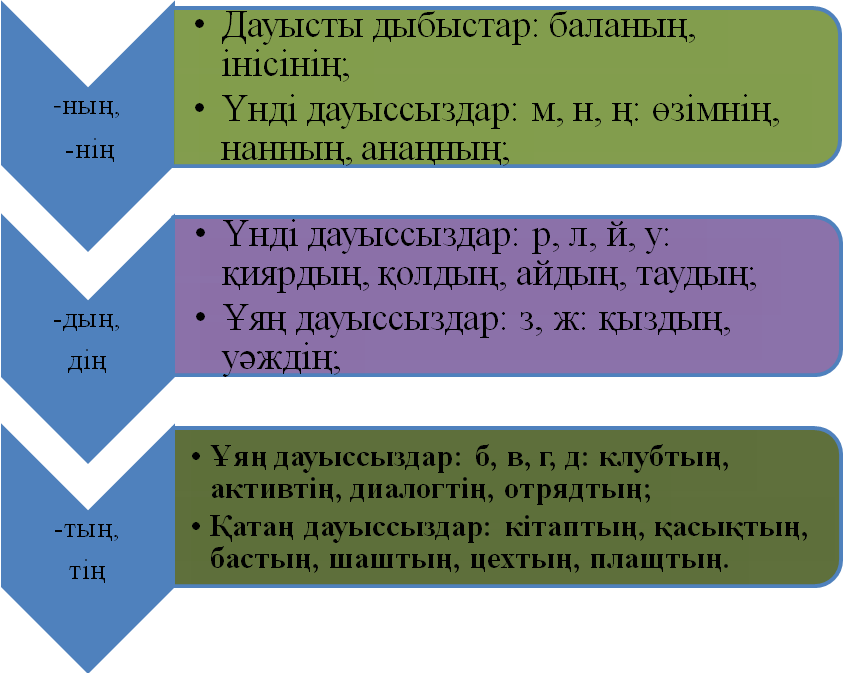 -ның,
-нің
• Дауысты дыбыстар: баланың,
інісінің;
• Үнді дауыссыздар: м, н, ң: өзімнің,
нанның, анаңның;
-дың,
дің
• Үнді дауыссыздар: р, л, й, у:
қиярдың, қолдың, айдың, таудың;
• Ұяң дауыссыздар: з, ж: қыздың,
уәждің;
-тың,
тің
• Ұяң дауыссыздар: б, в, г, д: клубтың,
активтің, диалогтің, отрядтың;
• Қатаң дауыссыздар: кітаптың, қасықтың,
бастың, шаштың, цехтың, плащтың.